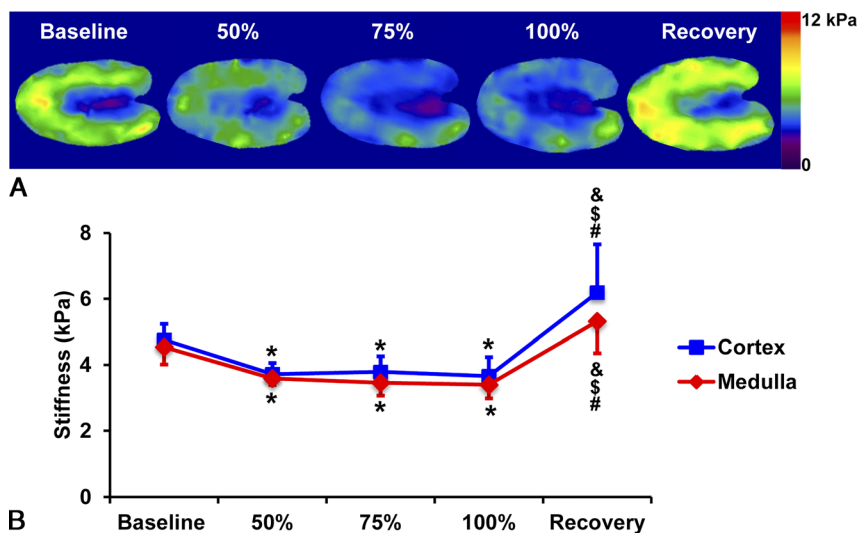 Baseline 50% 75% 100% Recovery 12 kPa
0
A
&
$
#
8
6
4
2
0
Stiffness (kPa)
* * *
* * *
&
$
#
Cortex
Medulla
B Baseline 50% 75% 100% Recovery